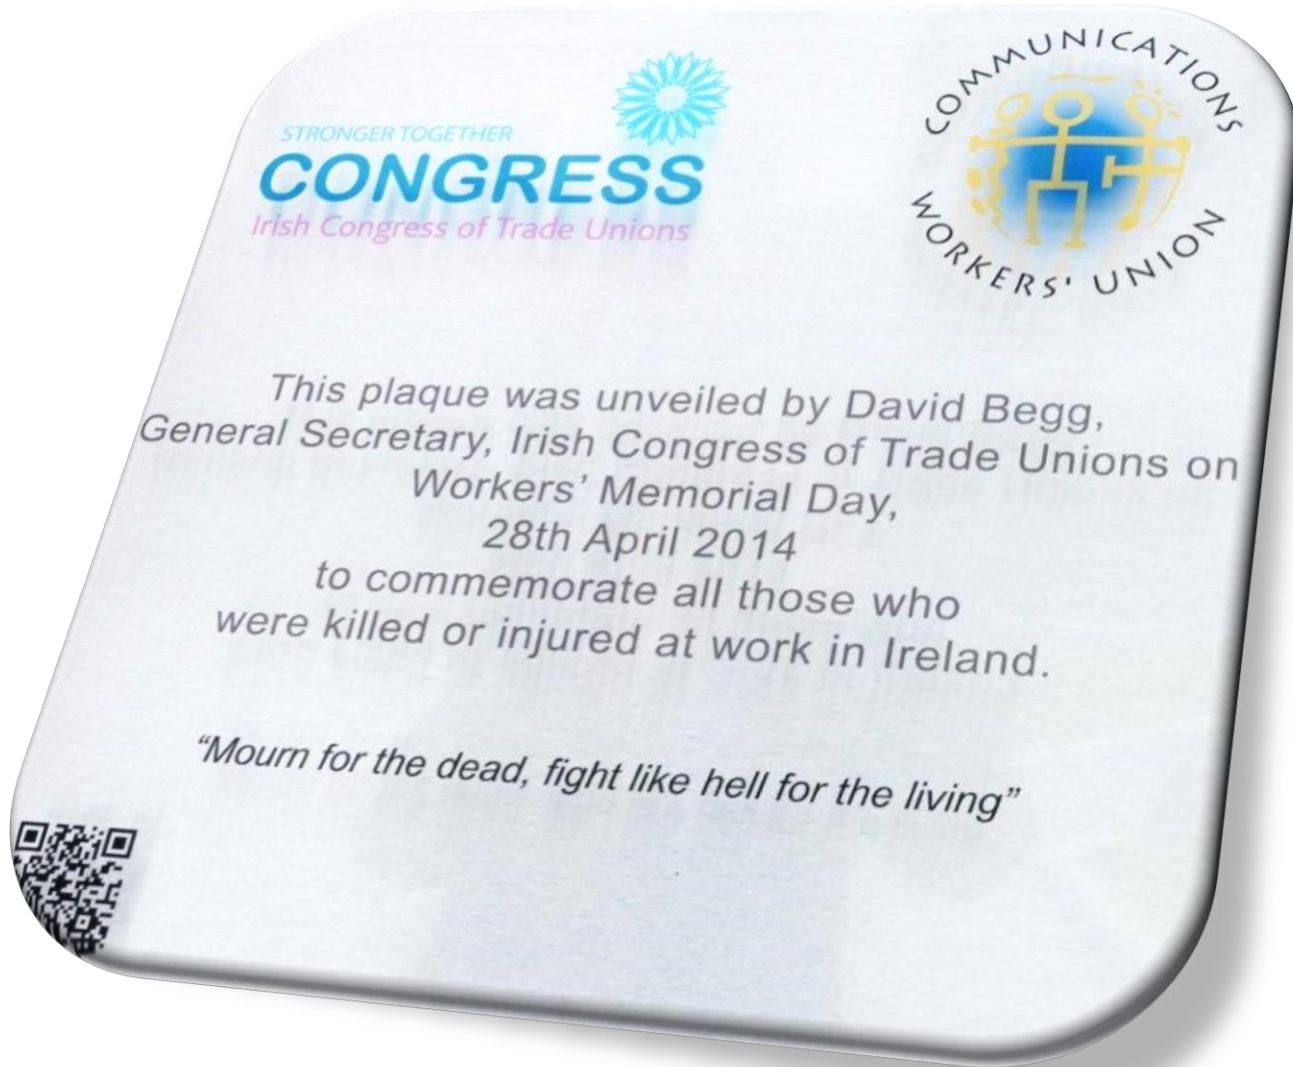 STRONGER TOGETHER
CONGRESS
Irish Congress of Trade Unions
COMMUNICATIONS
WORKERS' UNION
This plaque was unveiled by David Begg,
General Secretary, Irish Congress of Trade Unions on
Workers’ Memorial Day,
28th April 2014
to commemorate all those who
were killed or injured at work in Ireland.
“Mourn for the dead, fight like hell for the living”